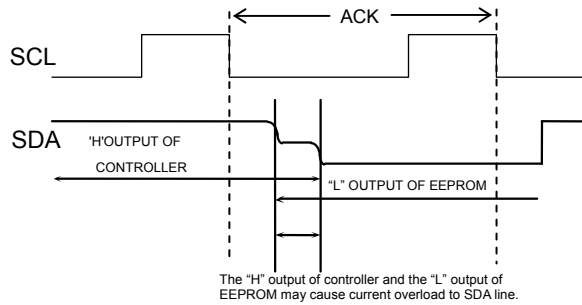 ACK
SCL
SDA
'H'OUTPUT OF
CONTROLLER
“L” OUTPUT OF EEPROM
The “H” output of controller and the “L” output of
EEPROM may cause current overload to SDA line.